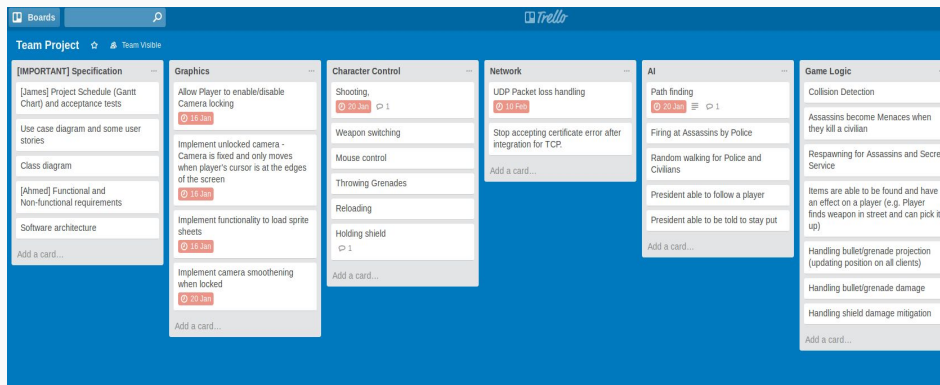 Boards
Trello
Team Project
Team Visible
[IMPORTANT] Specification
[James] Project Schedule (Gantt
Chart) and acceptance tests
Use case diagram and some user
stories
Class diagram
[Ahmed] Functional and
Non-functional requirements
Software architecture
Add a card...
Graphics
Allow Player to enable/disable
Camera locking
16 Jan
Implement unlocked camera -
Camera is fixed and only moves
when player's cursor is at the edges
of the screen
16 Jan
Implement functionality to load sprite
sheets
16 Jan
Implement camera smoothening
when locked
20 Jan
Add a card...
Character Control
Shooting,
20 Jan 1
Weapon switching
Mouse control
Throwing Grenades
Reloading
Holding shield
1
Add a card...
Network
UDP Packet loss handling
10 Feb
Stop accepting certificate error after
integration for TCP.
Add a card...
AI
Path finding
20 Jan 1
Firing at Assassins by Police
Random walking for Police and
Civilians
President able to follow a player
President able to be told to stay put
Add a card...
Game Logic
Collision Detection
Assassins become Menaces when
they kill a civilian
Respawning for Assassins and Secre
Service
Items are able to be found and have
an effect on a player (e.g. Player
finds weapon in street and can pick it
up)
Handling bullet/grenade projection
(updating position on all clients)
Handling bullet/grenade damage
Handling shield damage mitigation
Add a card...